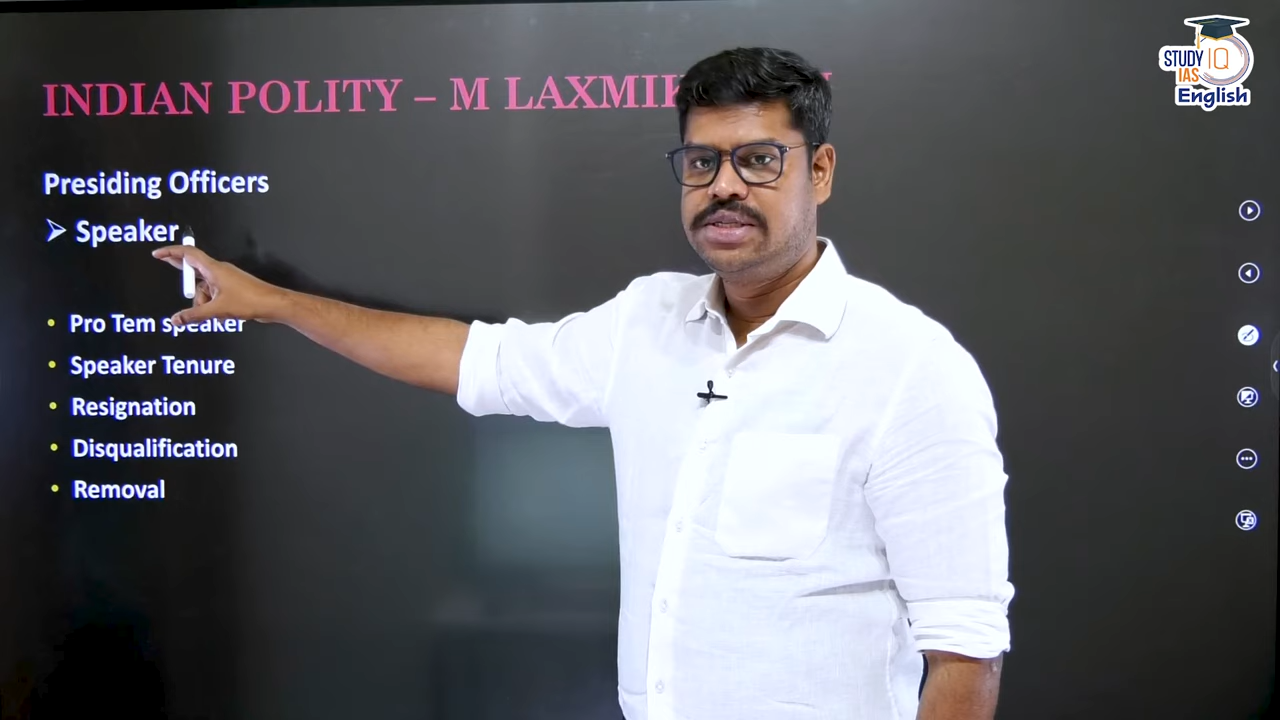 INDIAN POLITY – M
Presiding Officers
➢ Speaker
• Pro Tem speaker
• Speaker Tenure
• Resignation
• Disqualification
• Removal
STUDY IQ
IAS
English